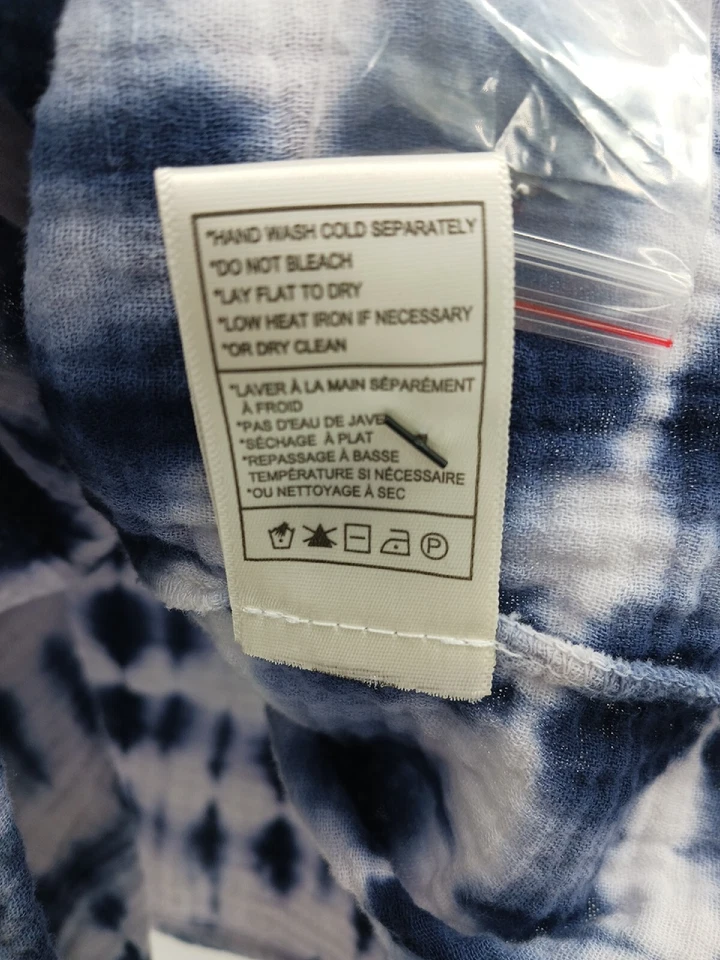 *HAND WASH COLD SEPARATELY
*DO NOT BLEACH
*LAY FLAT TO DRY
*LOW HEAT IRON IF NECESSARY
*OR DRY CLEAN
*LAVER À LA MAIN SÉPARÉMENT
À FROID
*PAS D'EAU DE JAVE
*SÉCHAGE À PLAT
*REPASSAGE À BASSE
TEMPÉRATURE SI NÉCESSAIRE
*OU NETTOYAGE À SEC
P